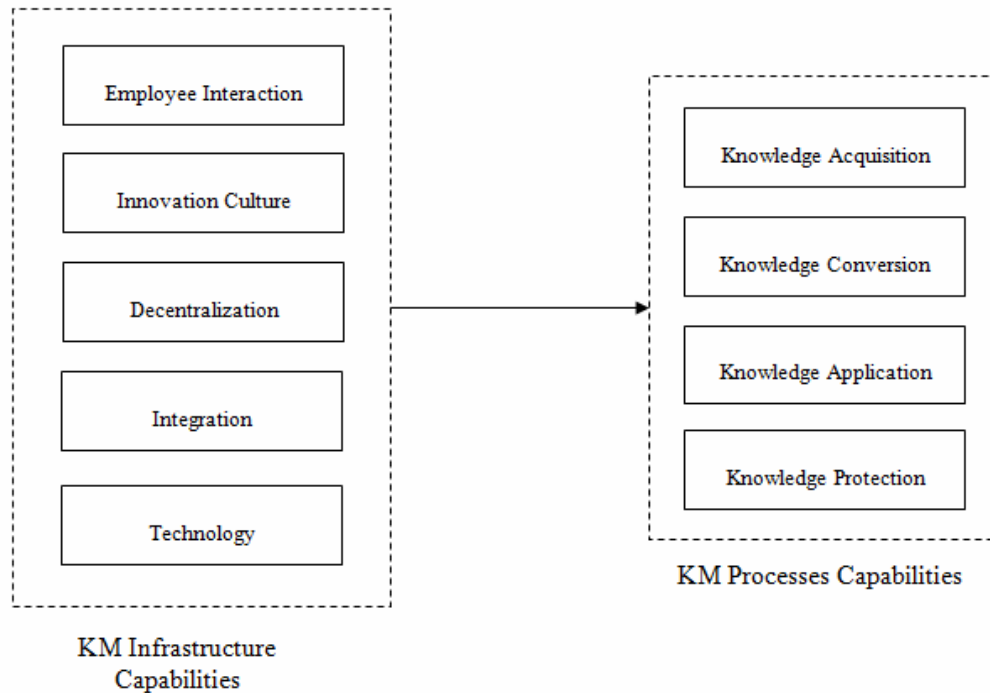 Employee Interaction
Innovation Culture
Decentralization
Integration
Technology
KM Infrastructure
Capabilities
Knowledge Acquisition
Knowledge Conversion
Knowledge Application
Knowledge Protection
KM Processes Capabilities